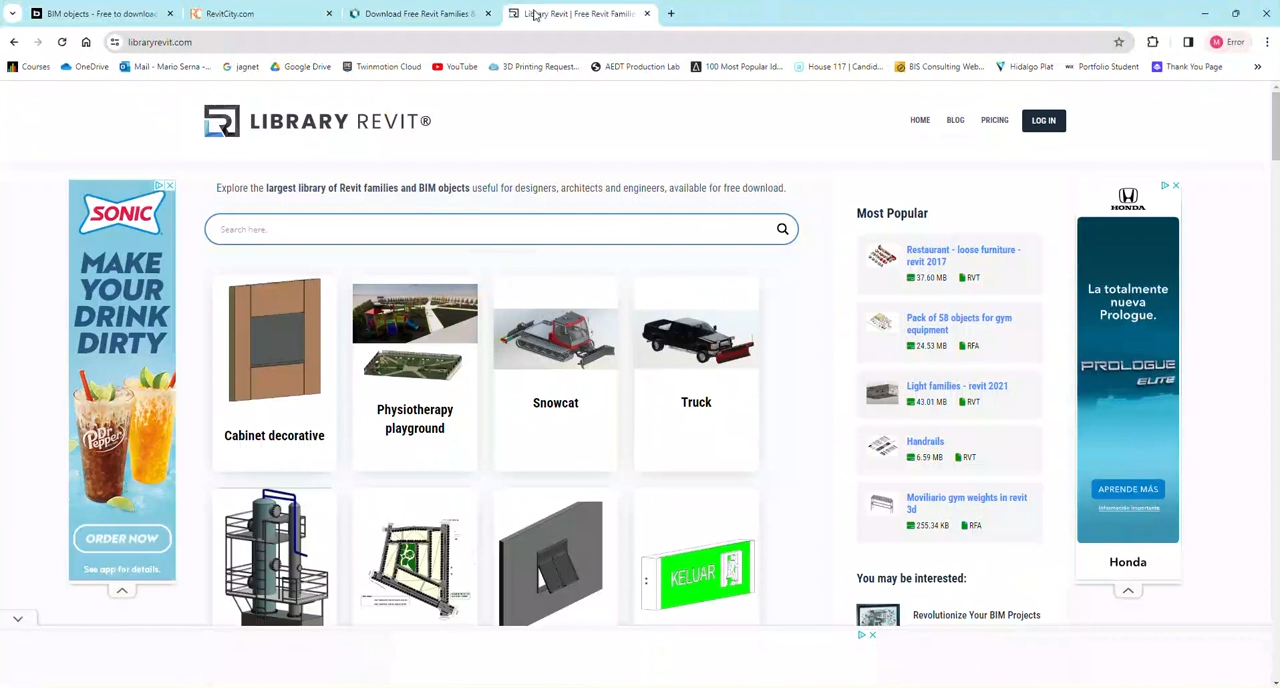 BIM objects - Free to download
RevitCity.com
Download Free Revit Families &
Library Revit | Free Revit Familie
libraryrevit.com
Error
Courses
OneDrive
Mail - Mario Serna -...
jagnet
Google Drive
Twinmotion Cloud
YouTube
3D Printing Request...
AEDT Production Lab
100 Most Popular Id...
House 117 | Candid...
BIS Consulting Web...
Hidalgo Plat
Portfolio Student
Thank You Page
»
LIBRARY REVIT®
HOME
BLOG
PRICING
LOG IN
Explore the largest library of Revit families and BIM objects useful for designers, architects and engineers, available for free download.
Search here..
SONIC
MAKE
YOUR
DRINK
DIRTY
Dr Pepper
ORDER NOW
See app for details.
Cabinet decorative
Physiotherapy
playground
Snowcat
Truck
KELUAR
Most Popular
Restaurant - loose furniture -
revit 2017
37.60 MB RVT
Pack of 58 objects for gym
equipment
24.53 MB RFA
Light families - revit 2021
43.01 MB RVT
Handrails
6.59 MB RVT
Moviliario gym weights in revit
3d
255.34 KB RFA
You may be interested:
Revolutionize Your BIM Projects
HONDA
La totalmente
nueva
Prologue.
PROLOGUE
ELITE
APRENDE MÁS
Información Importante
Honda